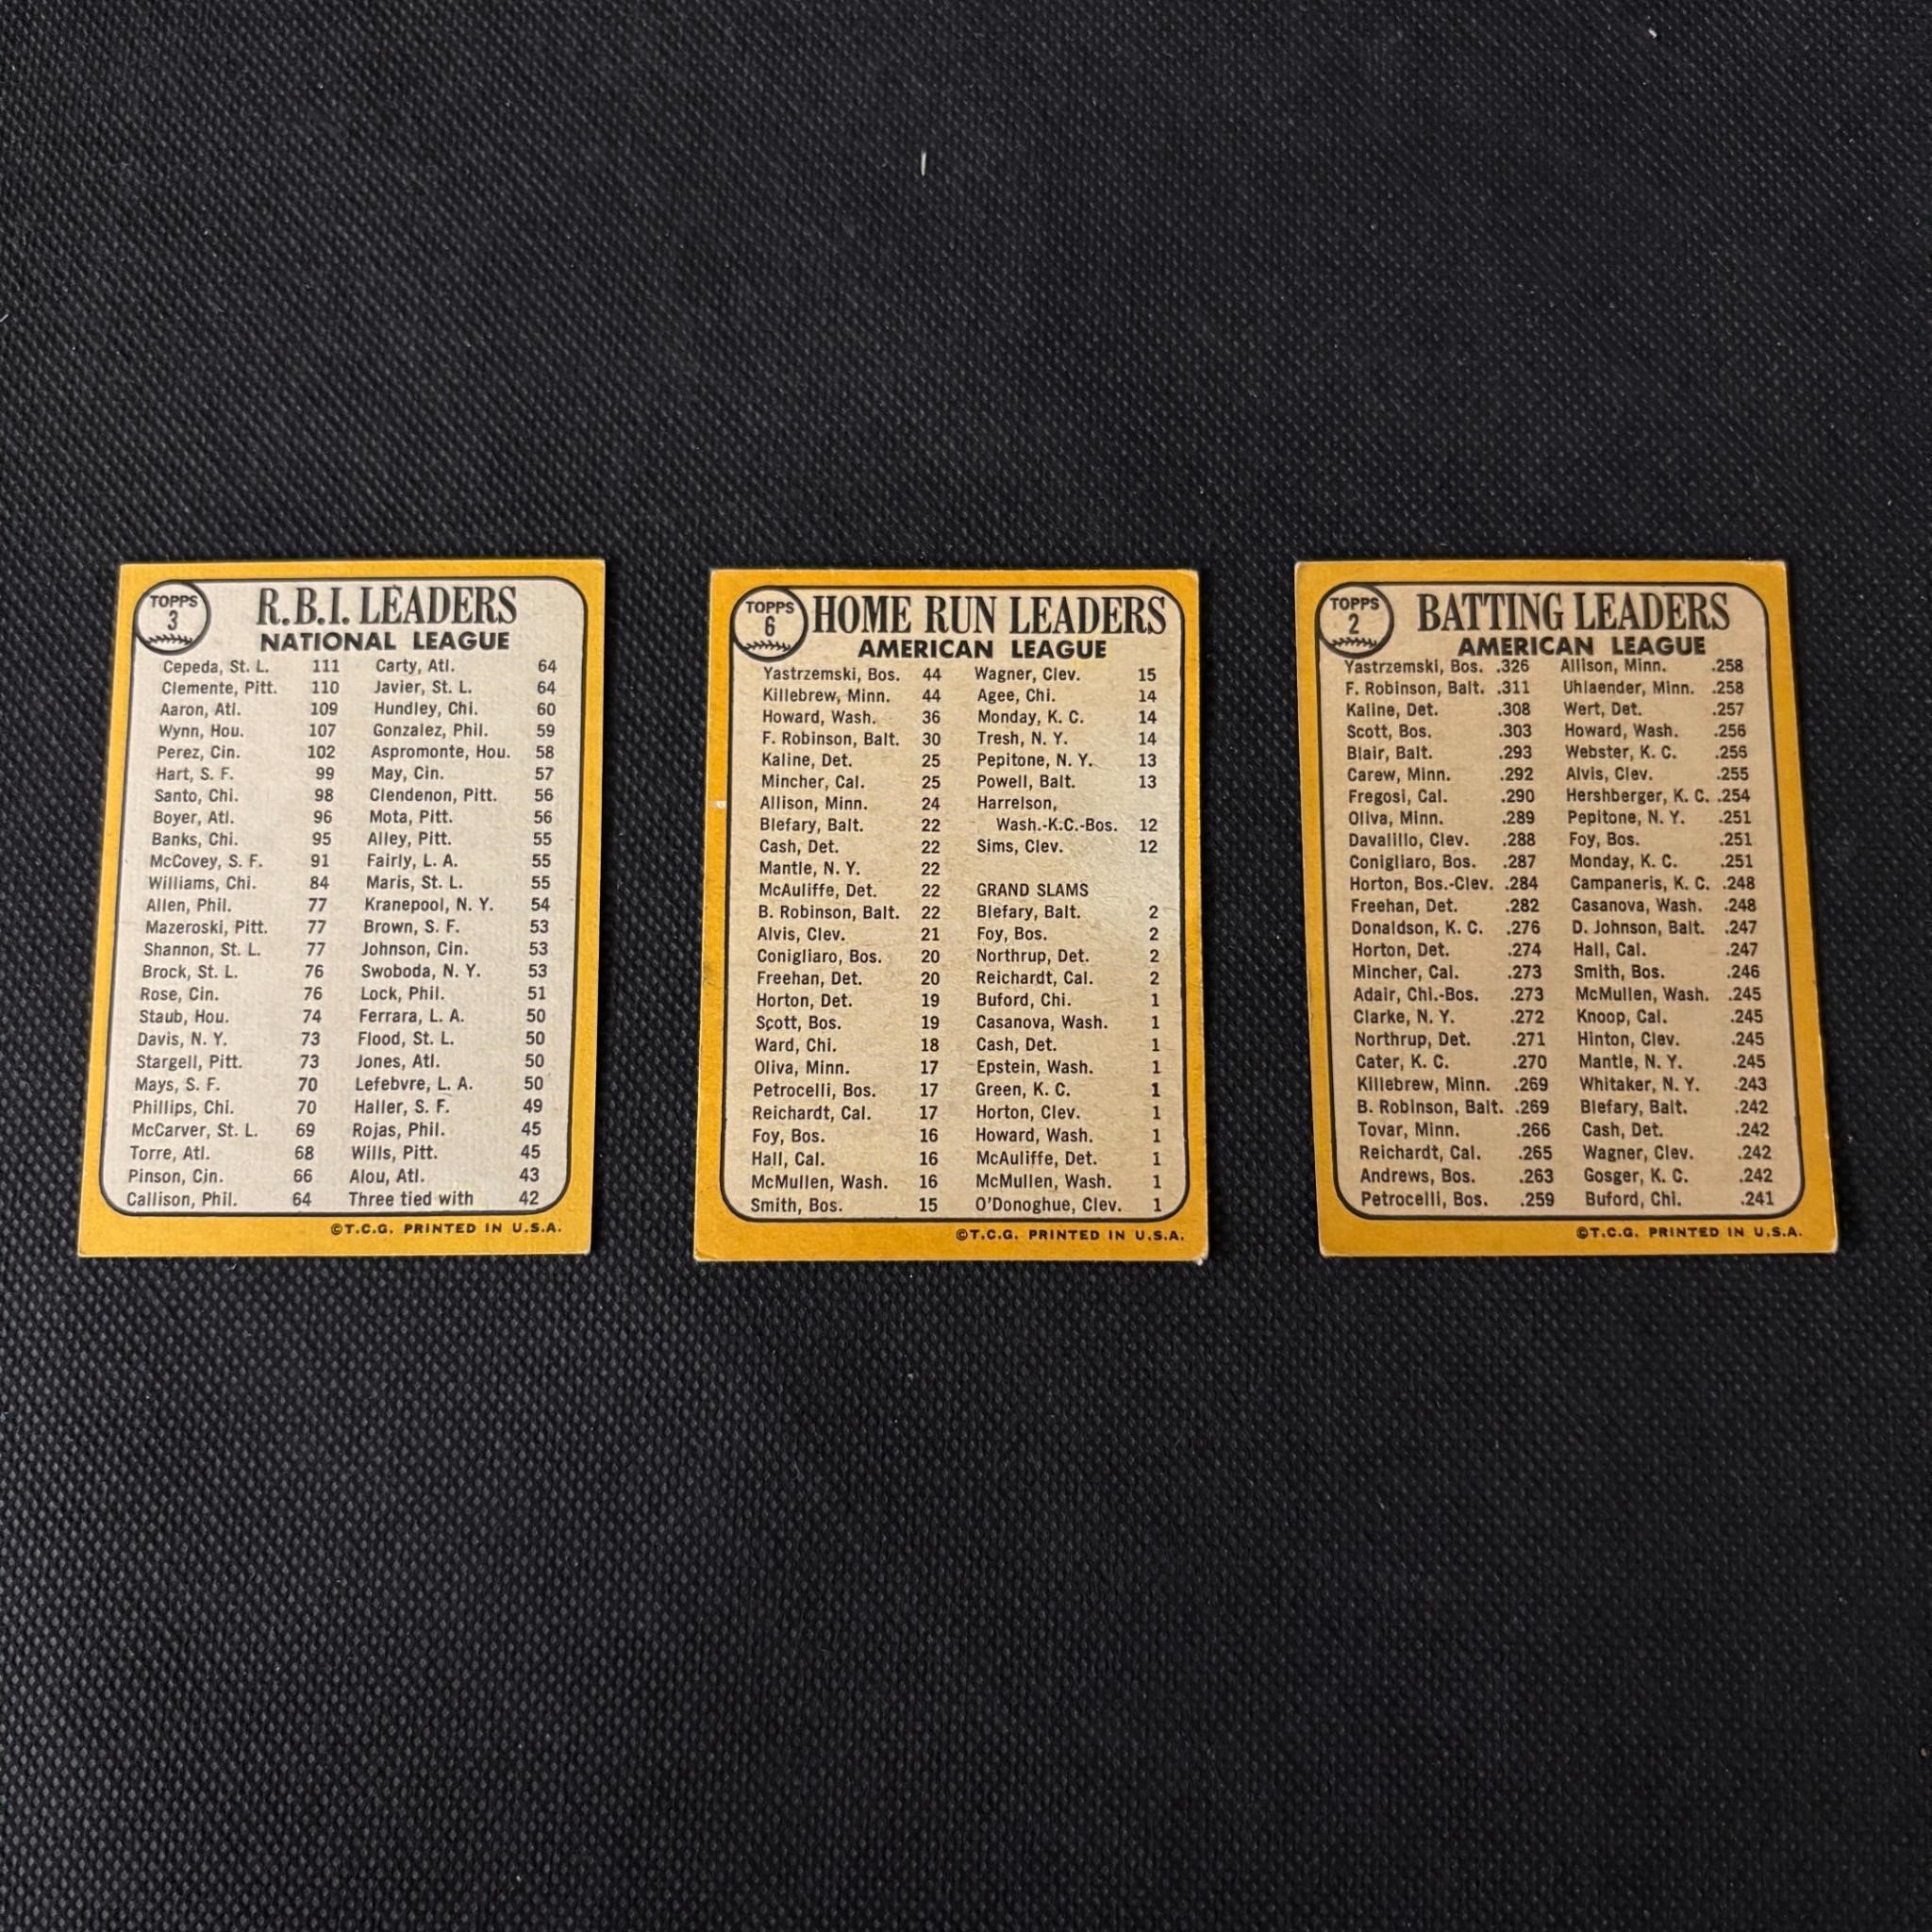 TOPPS
3
R.B.I. LEADERS
NATIONAL LEAGUE
Cepeda, St. L. 111 Carty, Atl. 64
Clemente, Pitt. 110 Javier, St. L. 64
Aaron, Atl. 109 Hundley, Chi. 60
Wynn, Hou. 107 Gonzalez, Phil. 59
Perez, Cin. 102 Aspromonte, Hou. 58
Hart, S. F. 99 May, Cin. 57
Santo, Chi. 98 Clendenon, Pitt. 56
Boyer, Atl. 96 Mota, Pitt. 56
Banks, Chi. 95 Alley, Pitt. 55
McCovey, S. F. 91 Fairly, L. A. 55
Williams, Chi. 84 Maris, St. L. 55
Allen, Phil. 77 Kranepool, N. Y. 54
Mazeroski, Pitt. 77 Brown, S. F. 53
Shannon, St. L. 77 Johnson, Cin. 53
Brock, St. L. 76 Swoboda, N. Y. 53
Rose, Cin. 76 Lock, Phil. 51
Staub, Hou. 74 Ferrara, L. A. 50
Davis, N. Y. 73 Flood, St. L. 50
Stargell, Pitt. 73 Jones, Atl. 50
Mays, S. F. 70 Lefebvre, L. A. 50
Phillips, Chi. 70 Haller, S. F. 49
McCarver, St. L. 69 Rojas, Phil. 45
Torre, Atl. 68 Wills, Pitt. 45
Pinson, Cin. 66 Alou, Atl. 43
Callison, Phil. 64 Three tied with 42
©T.C.G. PRINTED IN U.S.A.
TOPPS
6
HOME RUN LEADERS
AMERICAN LEAGUE
Yastrzemski, Bos. 44 Wagner, Clev. 15
Killebrew, Minn. 44 Agee, Chi. 14
Howard, Wash. 36 Monday, K. C. 14
F. Robinson, Balt. 30 Tresh, N. Y. 14
Kaline, Det. 25 Pepitone, N. Y. 13
Mincher, Cal. 25 Powell, Balt. 13
Allison, Minn. 24 Harrelson,
Blefary, Balt. 22 Wash.-K.C.-Bos. 12
Cash, Det. 22 Sims, Clev. 12
Mantle, N. Y. 22
McAuliffe, Det. 22 GRAND SLAMS
B. Robinson, Balt. 22 Blefary, Balt. 2
Alvis, Clev. 21 Foy, Bos. 2
Conigliaro, Bos. 20 Northrup, Det. 2
Freehan, Det. 20 Reichardt, Cal. 2
Horton, Det. 19 Buford, Chi. 1
Scott, Bos. 19 Casanova, Wash. 1
Ward, Chi. 18 Cash, Det. 1
Oliva, Minn. 17 Epstein, Wash. 1
Petrocelli, Bos. 17 Green, K. C. 1
Reichardt, Cal. 17 Horton, Clev. 1
Foy, Bos. 16 Howard, Wash. 1
Hall, Cal. 16 McAuliffe, Det. 1
McMullen, Wash. 16 McMullen, Wash. 1
Smith, Bos. 15 O'Donoghue, Clev. 1
©T.C.G. PRINTED IN U.S.A.
TOPPS
2
BATTING LEADERS
AMERICAN LEAGUE
Yastrzemski, Bos. .326 Allison, Minn. .258
F. Robinson, Balt. .311 Uhlaender, Minn. .258
Kaline, Det. .308 Wert, Det. .257
Scott, Bos. .303 Howard, Wash. .256
Blair, Balt. .293 Webster, K. C. .256
Carew, Minn. .292 Alvis, Clev. .255
Fregosi, Cal. .290 Hershberger, K. C. .254
Oliva, Minn. .289 Pepitone, N. Y. .251
Davalillo, Clev. .288 Foy, Bos. .251
Conigliaro, Bos. .287 Monday, K. C. .251
Horton, Bos.-Clev. .284 Campaneris, K. C. .248
Freehan, Det. .282 Casanova, Wash. .248
Donaldson, K. C. .276 D. Johnson, Balt. .247
Horton, Det. .274 Hall, Cal. .247
Mincher, Cal. .273 Smith, Bos. .246
Adair, Chi.-Bos. .273 McMullen, Wash. .245
Clarke, N. Y. .272 Knoop, Cal. .245
Northrup, Det. .271 Hinton, Clev. .245
Cater, K. C. .270 Mantle, N. Y. .245
Killebrew, Minn. .269 Whitaker, N. Y. .243
B. Robinson, Balt. .269 Blefary, Balt. .242
Tovar, Minn. .266 Cash, Det. .242
Reichardt, Cal. .265 Wagner, Clev. .242
Andrews, Bos. .263 Gosger, K. C. .242
Petrocelli, Bos. .259 Buford, Chi. .241
©T.C.G. PRINTED IN U.S.A.